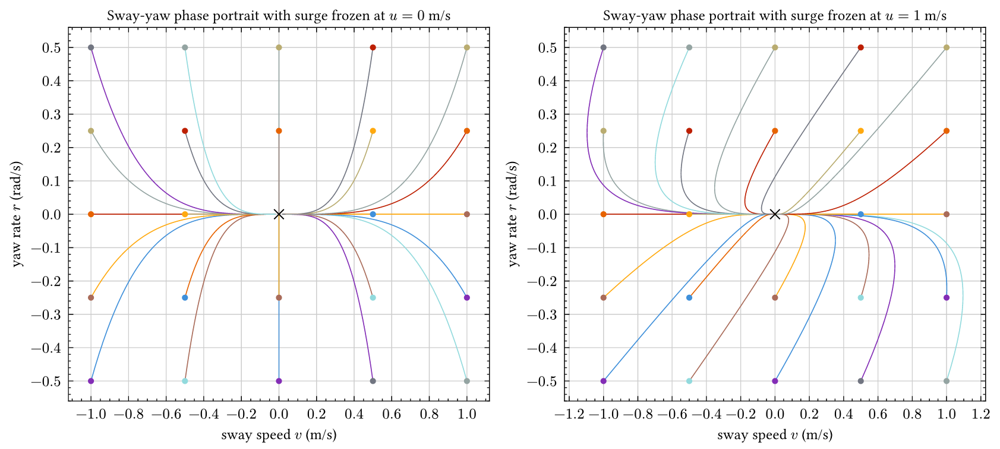 Sway-yaw phase portrait with surge frozen at u = 0 m/s
0.5
0.4
0.3
0.2
0.1
0.0
−0.1
−0.2
−0.3
−0.4
−0.5
yaw rate r (rad/s)
−1.0 −0.8 −0.6 −0.4 −0.2 0.0 0.2 0.4 0.6 0.8 1.0
sway speed v (m/s)
Sway-yaw phase portrait with surge frozen at u = 1 m/s
0.5
0.4
0.3
0.2
0.1
0.0
−0.1
−0.2
−0.3
−0.4
−0.5
yaw rate r (rad/s)
−1.2 −1.0 −0.8 −0.6 −0.4 −0.2 0.0 0.2 0.4 0.6 0.8 1.0 1.2
sway speed v (m/s)